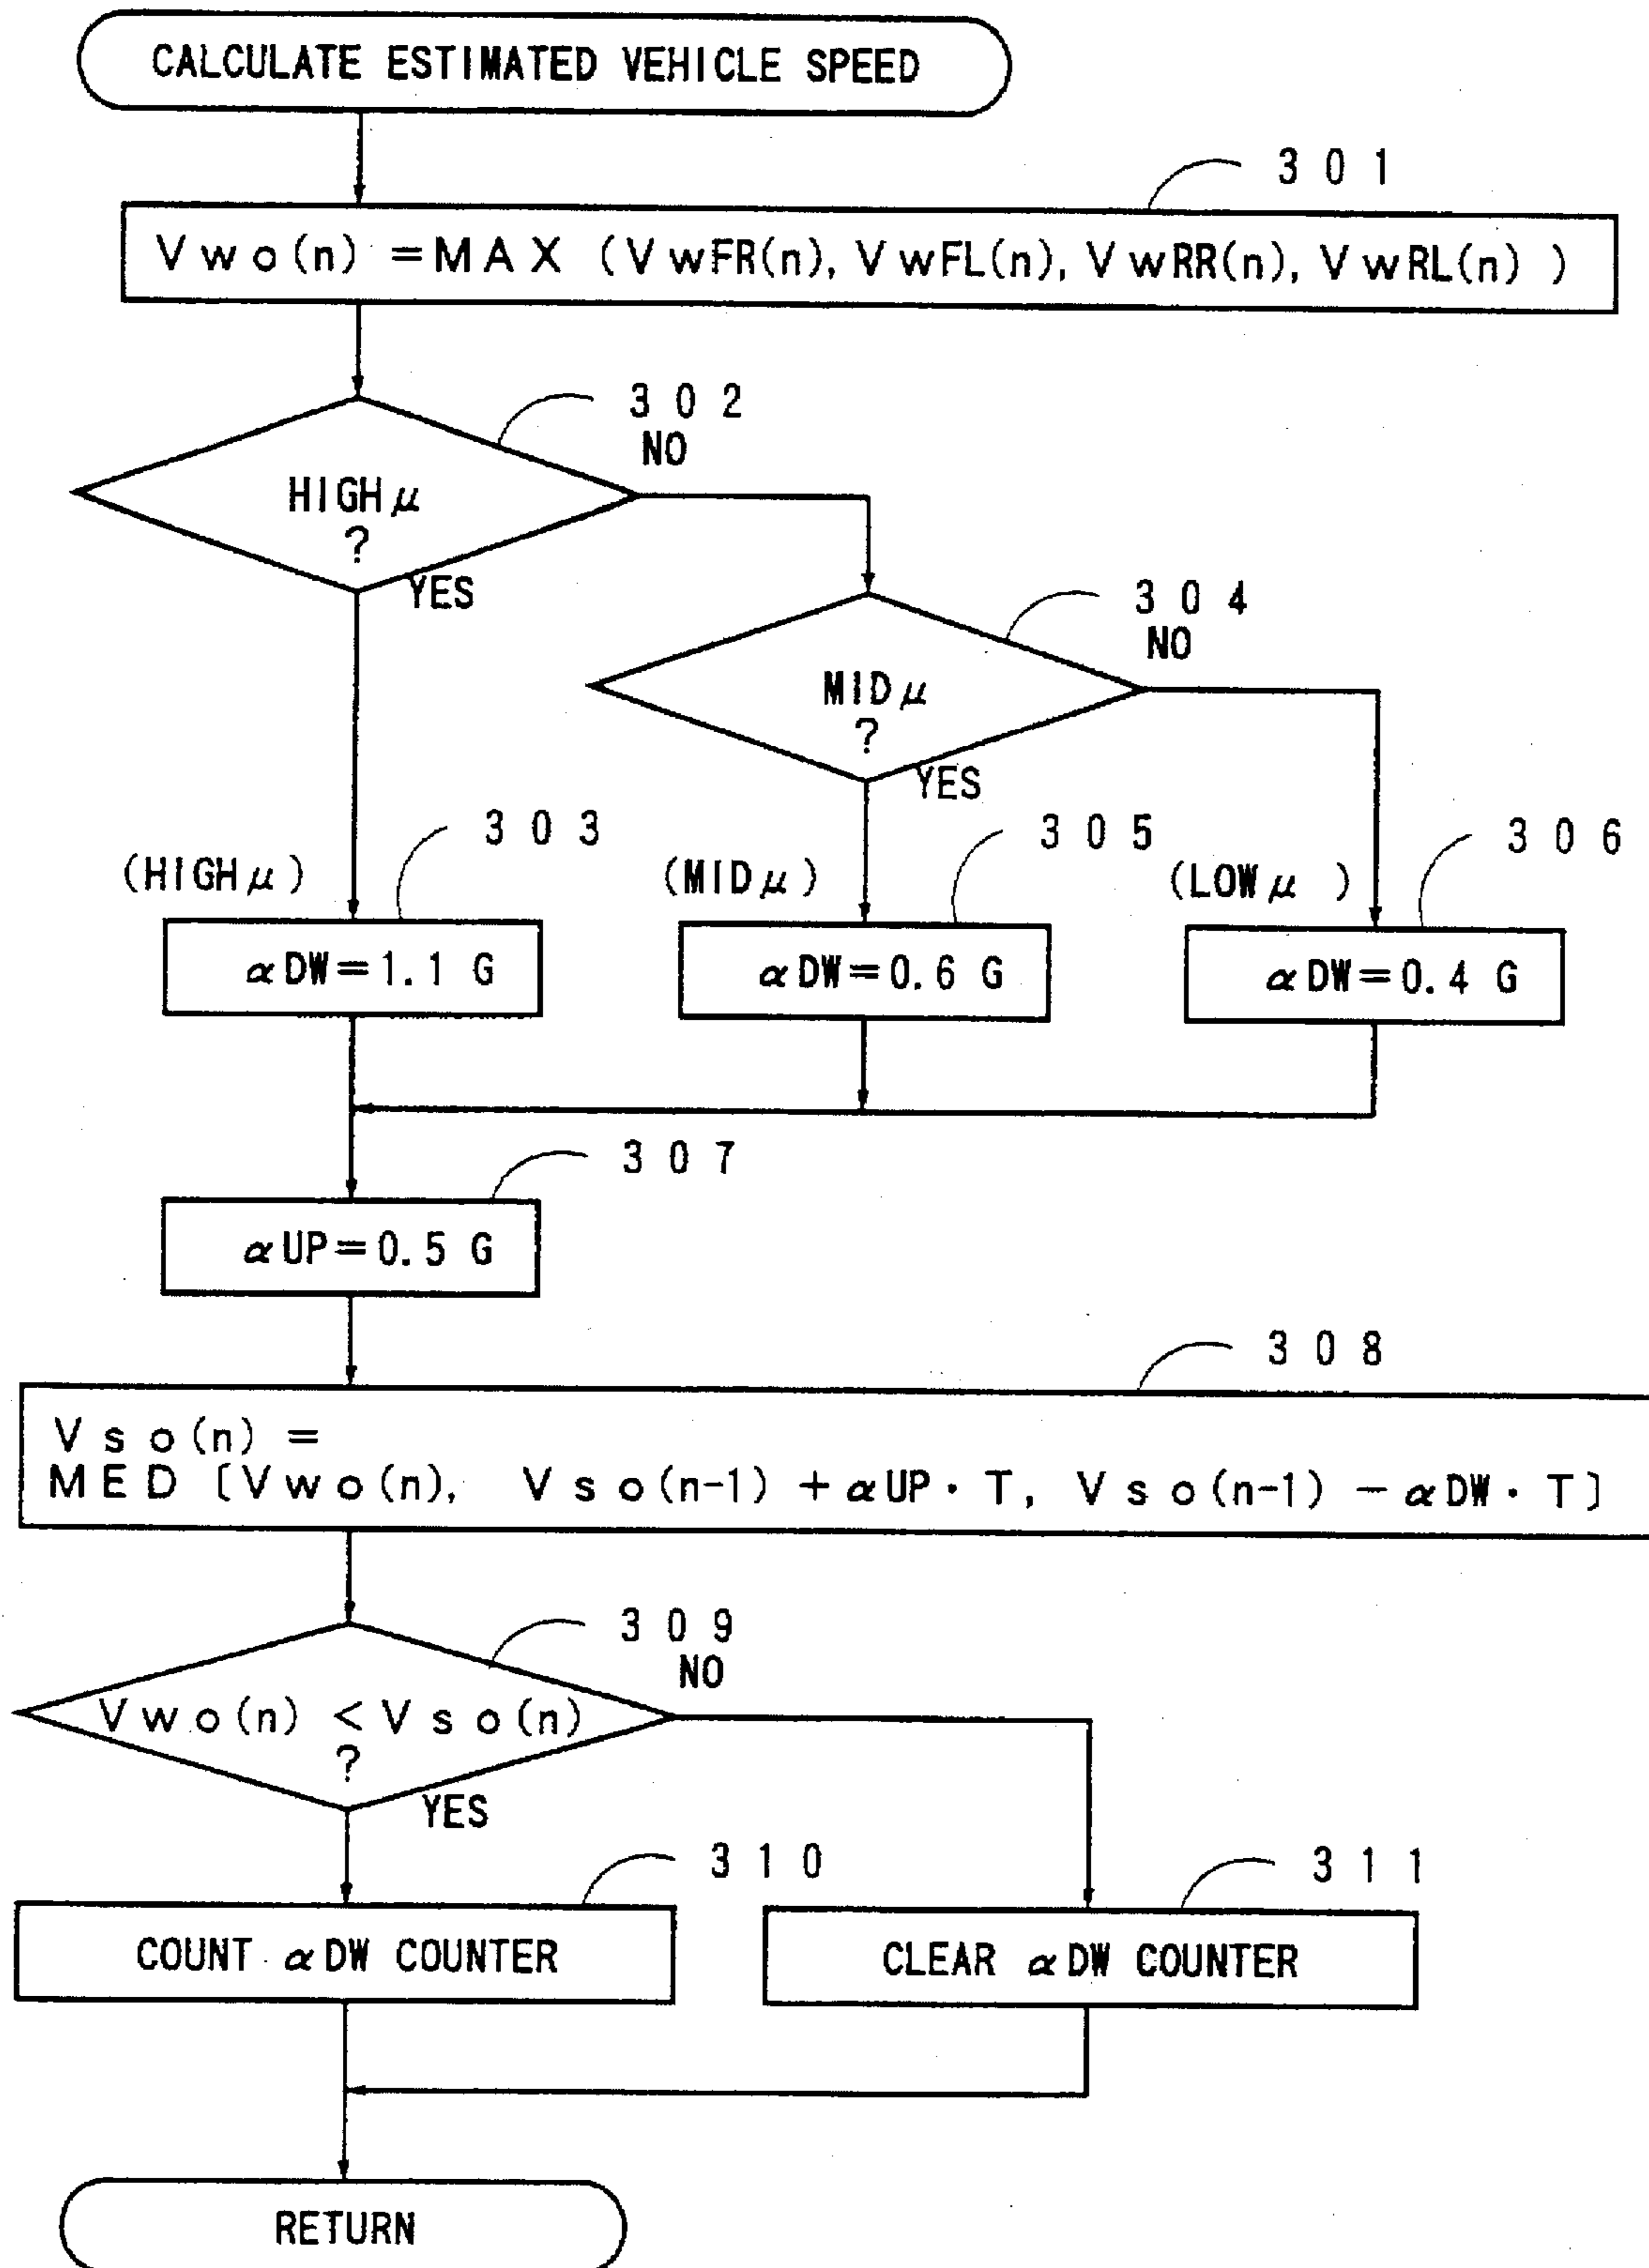 CALCULATE ESTIMATED VEHICLE SPEED
301
Vwo(n) =MAX (VwFR(n), VwFL(n), VwRR(n), VwRL(n) )
302
NO
HIGHμ
?
YES
304
NO
MIDμ
?
YES
303
305
306
(HIGHμ)
(MIDμ)
(LOWμ )
αDW=1.1 G
αDW=0.6 G
αDW=0.4 G
307
αUP=0.5 G
308
Vso(n) =
MED [Vwo(n), Vso(n-1) +αUP· T, Vso(n-1) -αDW· T]
309
NO
Vwo(n) <Vso(n)
?
YES
310
311
COUNT αDW COUNTER
CLEAR αDW COUNTER
RETURN